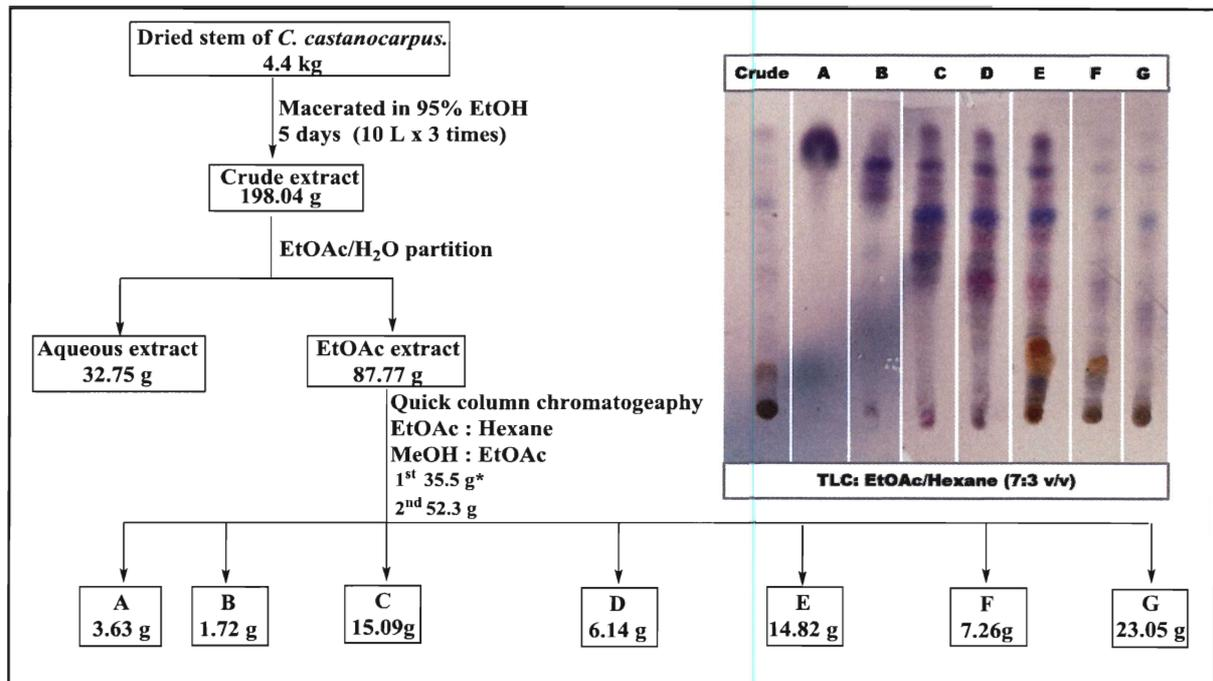 Dried stem of C. castanocarpus.
4.4 kg
Macerated in 95% EtOH
5 days (10 L x 3 times)
Crude extract
198.04 g
EtOAc/H₂O partition
Aqueous extract
32.75 g
EtOAc extract
87.77 g
Quick column chromatogeaphy
EtOAc : Hexane
MeOH : EtOAc
1st 35.5 g*
2nd 52.3 g
A
3.63 g
B
1.72 g
C
15.09g
D
6.14 g
E
14.82 g
F
7.26g
G
23.05 g
Crude A B C D E F G
TLC: EtOAc/Hexane (7:3 v/v)